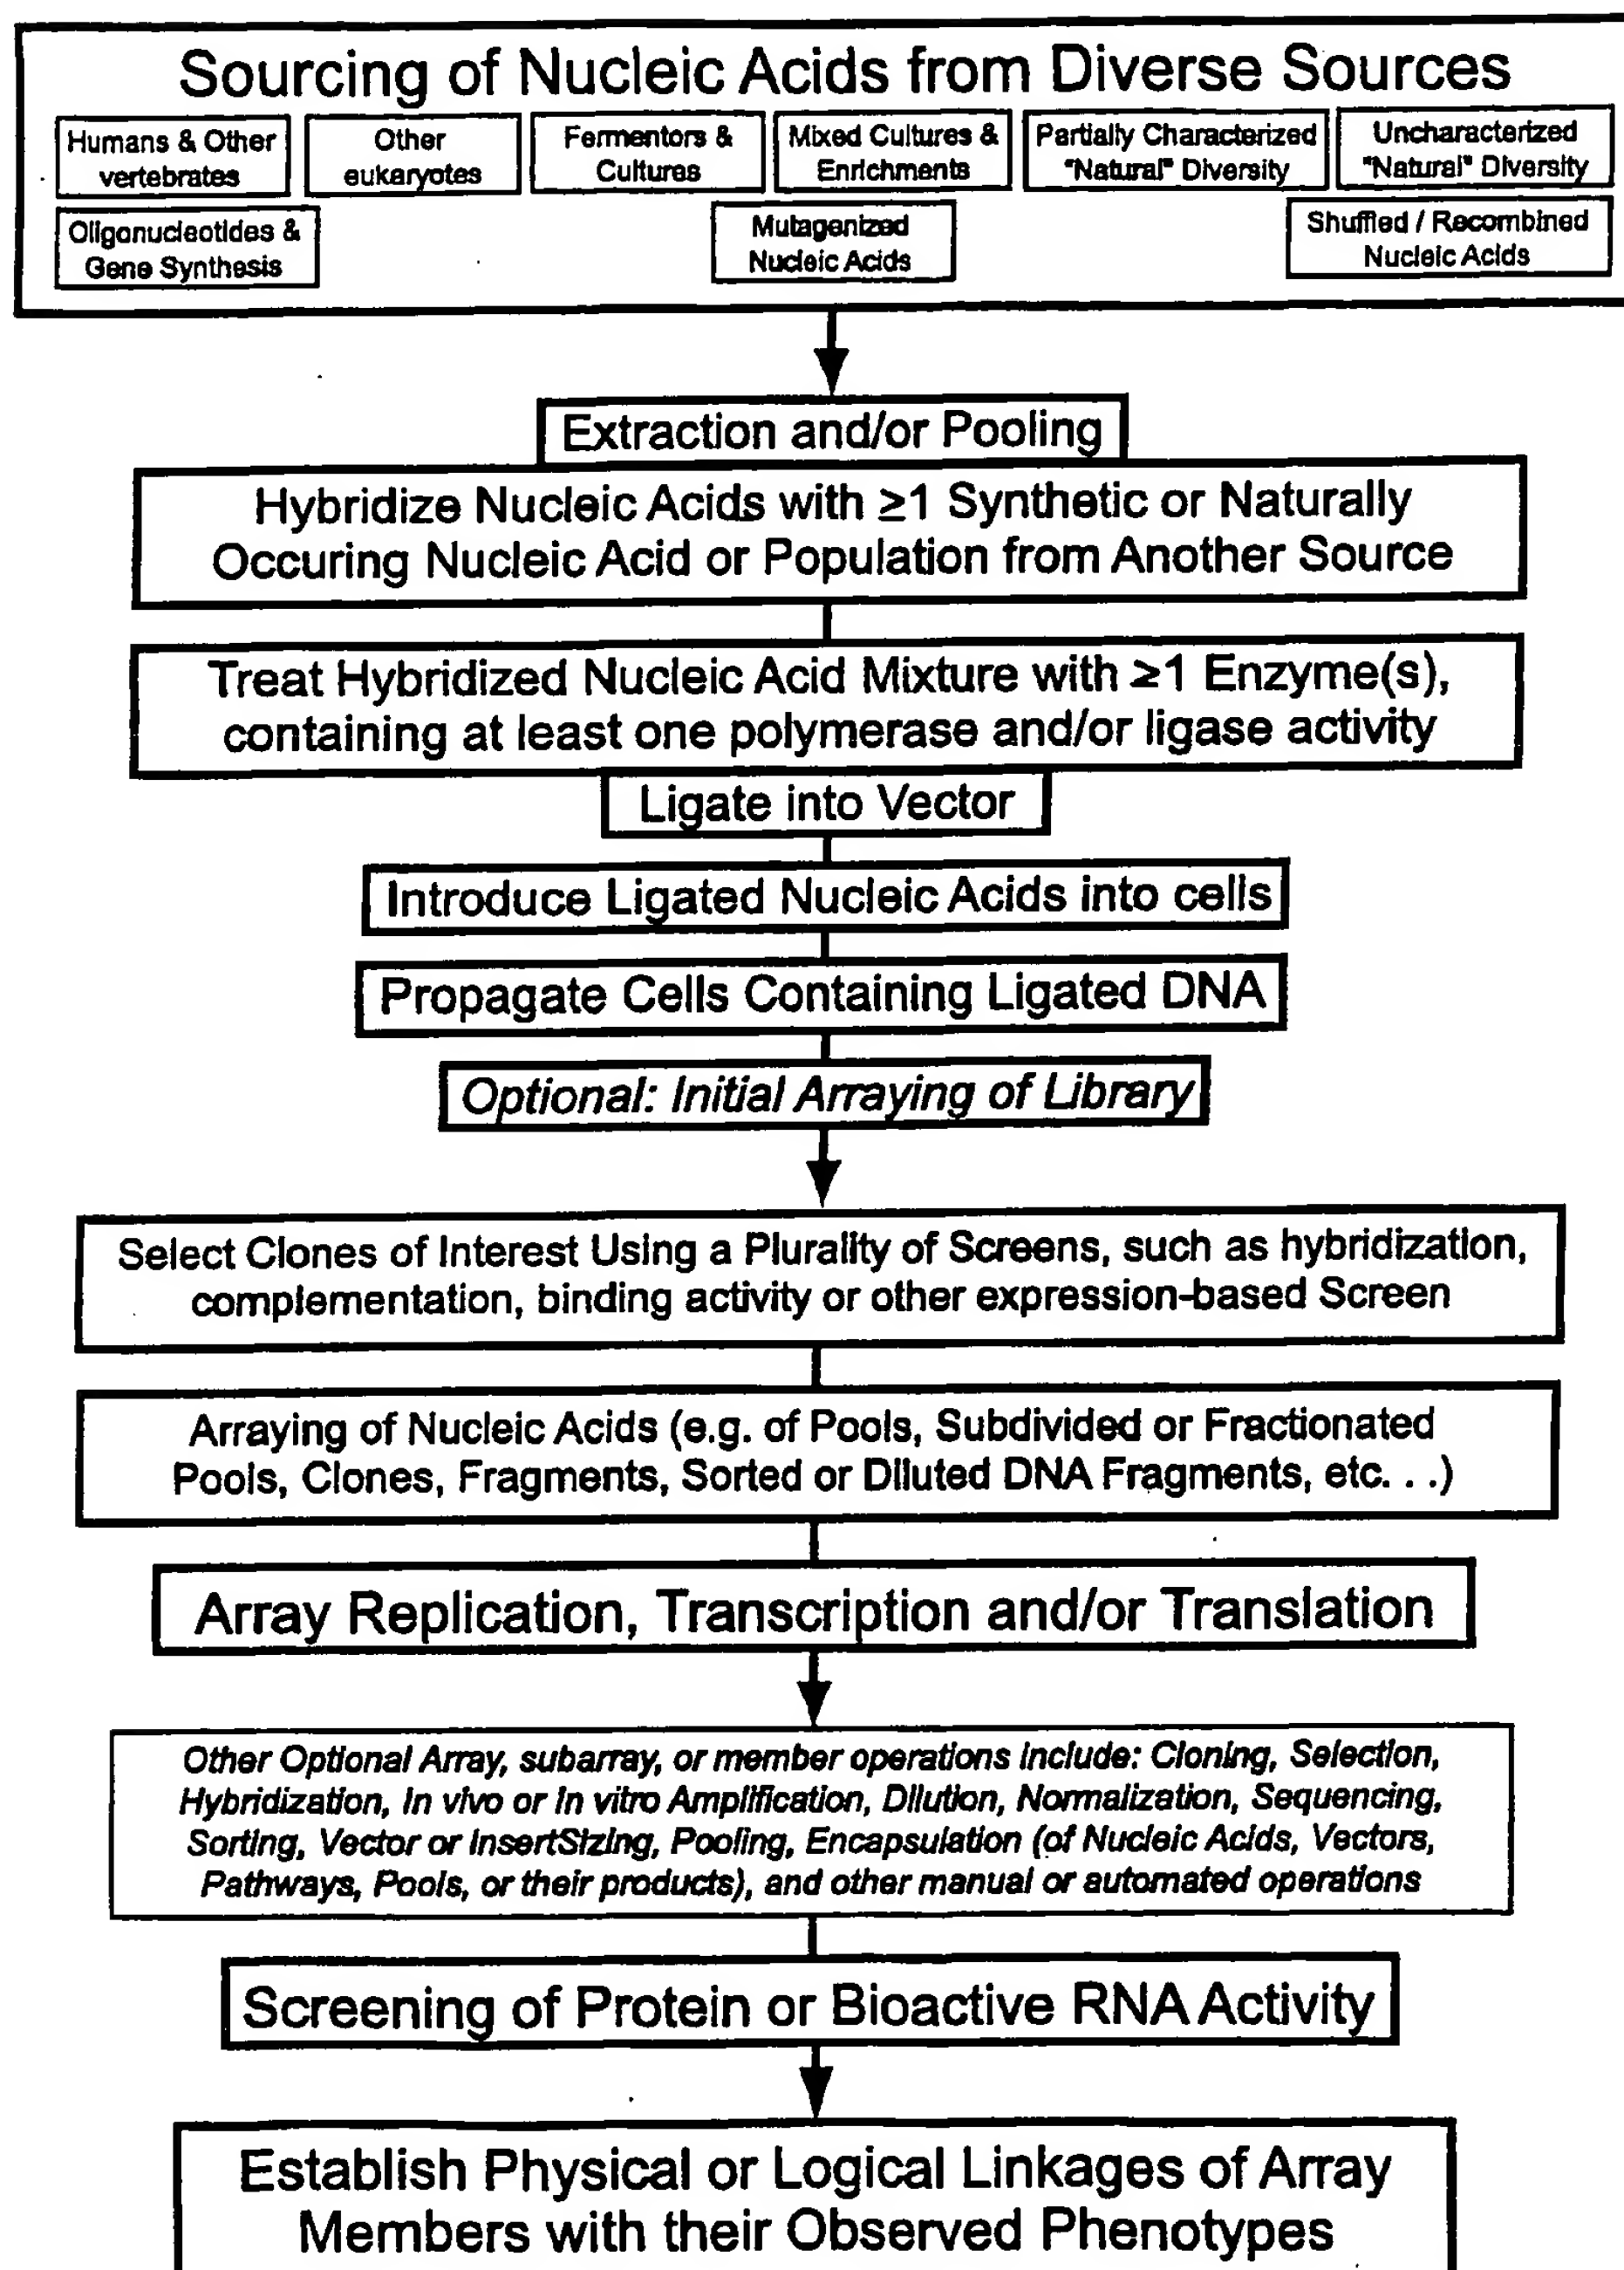 Sourcing of Nucleic Acids from Diverse Sources
Humans & Other
vertebrates
Other
eukaryotes
Fermentors &
Cultures
Mixed Cultures &
Enrichments
Partially Characterized
"Natural" Diversity
Uncharacterized
"Natural" Diversity
Oligonucleotides &
Gene Synthesis
Mutagenized
Nucleic Acids
Shuffled / Recombined
Nucleic Acids
Extraction and/or Pooling
Hybridize Nucleic Acids with ≥1 Synthetic or Naturally
Occuring Nucleic Acid or Population from Another Source
Treat Hybridized Nucleic Acid Mixture with ≥1 Enzyme(s),
containing at least one polymerase and/or ligase activity
Ligate into Vector
Introduce Ligated Nucleic Acids into cells
Propagate Cells Containing Ligated DNA
Optional: Initial Arraying of Library
Select Clones of Interest Using a Plurality of Screens, such as hybridization,
complementation, binding activity or other expression-based Screen
Arraying of Nucleic Acids (e.g. of Pools, Subdivided or Fractionated
Pools, Clones, Fragments, Sorted or Diluted DNA Fragments, etc. . .)
Array Replication, Transcription and/or Translation
Other Optional Array, subarray, or member operations include: Cloning, Selection,
Hybridization, In vivo or In vitro Amplification, Dilution, Normalization, Sequencing,
Sorting, Vector or InsertSizing, Pooling, Encapsulation (of Nucleic Acids, Vectors,
Pathways, Pools, or their products), and other manual or automated operations
Screening of Protein or Bioactive RNA Activity
Establish Physical or Logical Linkages of Array
Members with their Observed Phenotypes